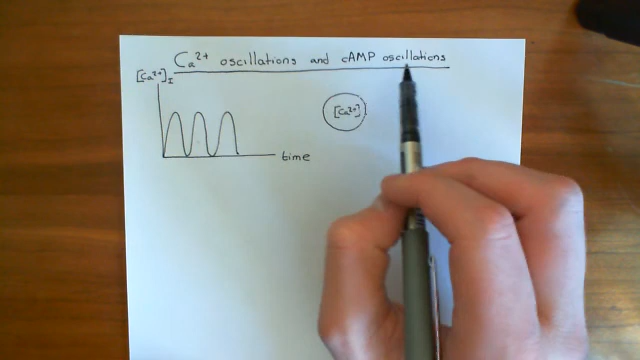 Ca²⁺ oscillations and cAMP oscillations
[Ca²⁺]ᵢ
[Ca²⁺]
time